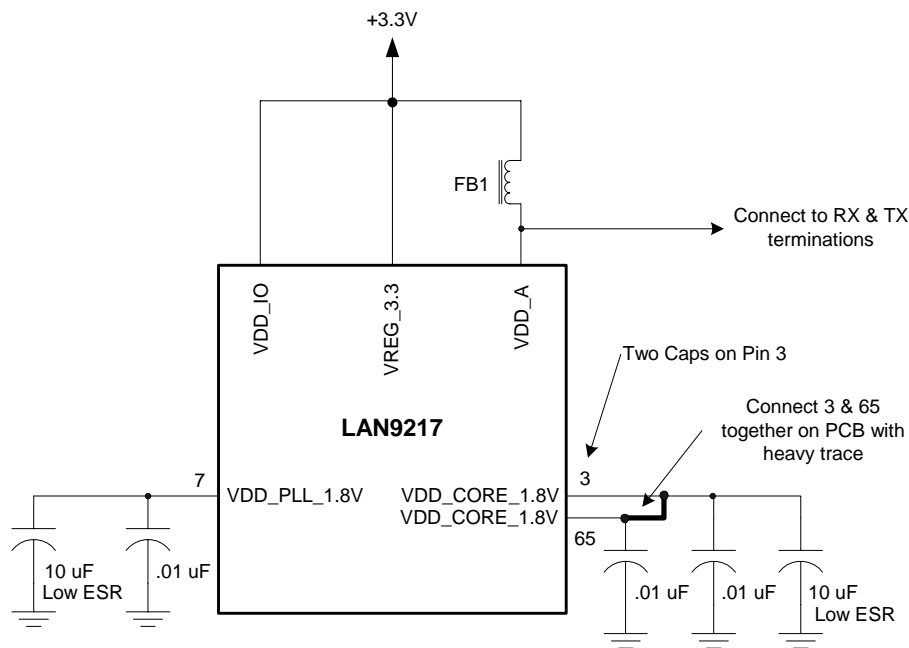 +3.3V
FB1
Connect to RX & TX
terminations
VDD_IO
VREG_3.3
VDD_A
Two Caps on Pin 3
Connect 3 & 65
together on PCB with
heavy trace
LAN9217
7
VDD_PLL_1.8V
VDD_CORE_1.8V
3
VDD_CORE_1.8V
65
10 uF
Low ESR
.01 uF
.01 uF
.01 uF
10 uF
Low ESR